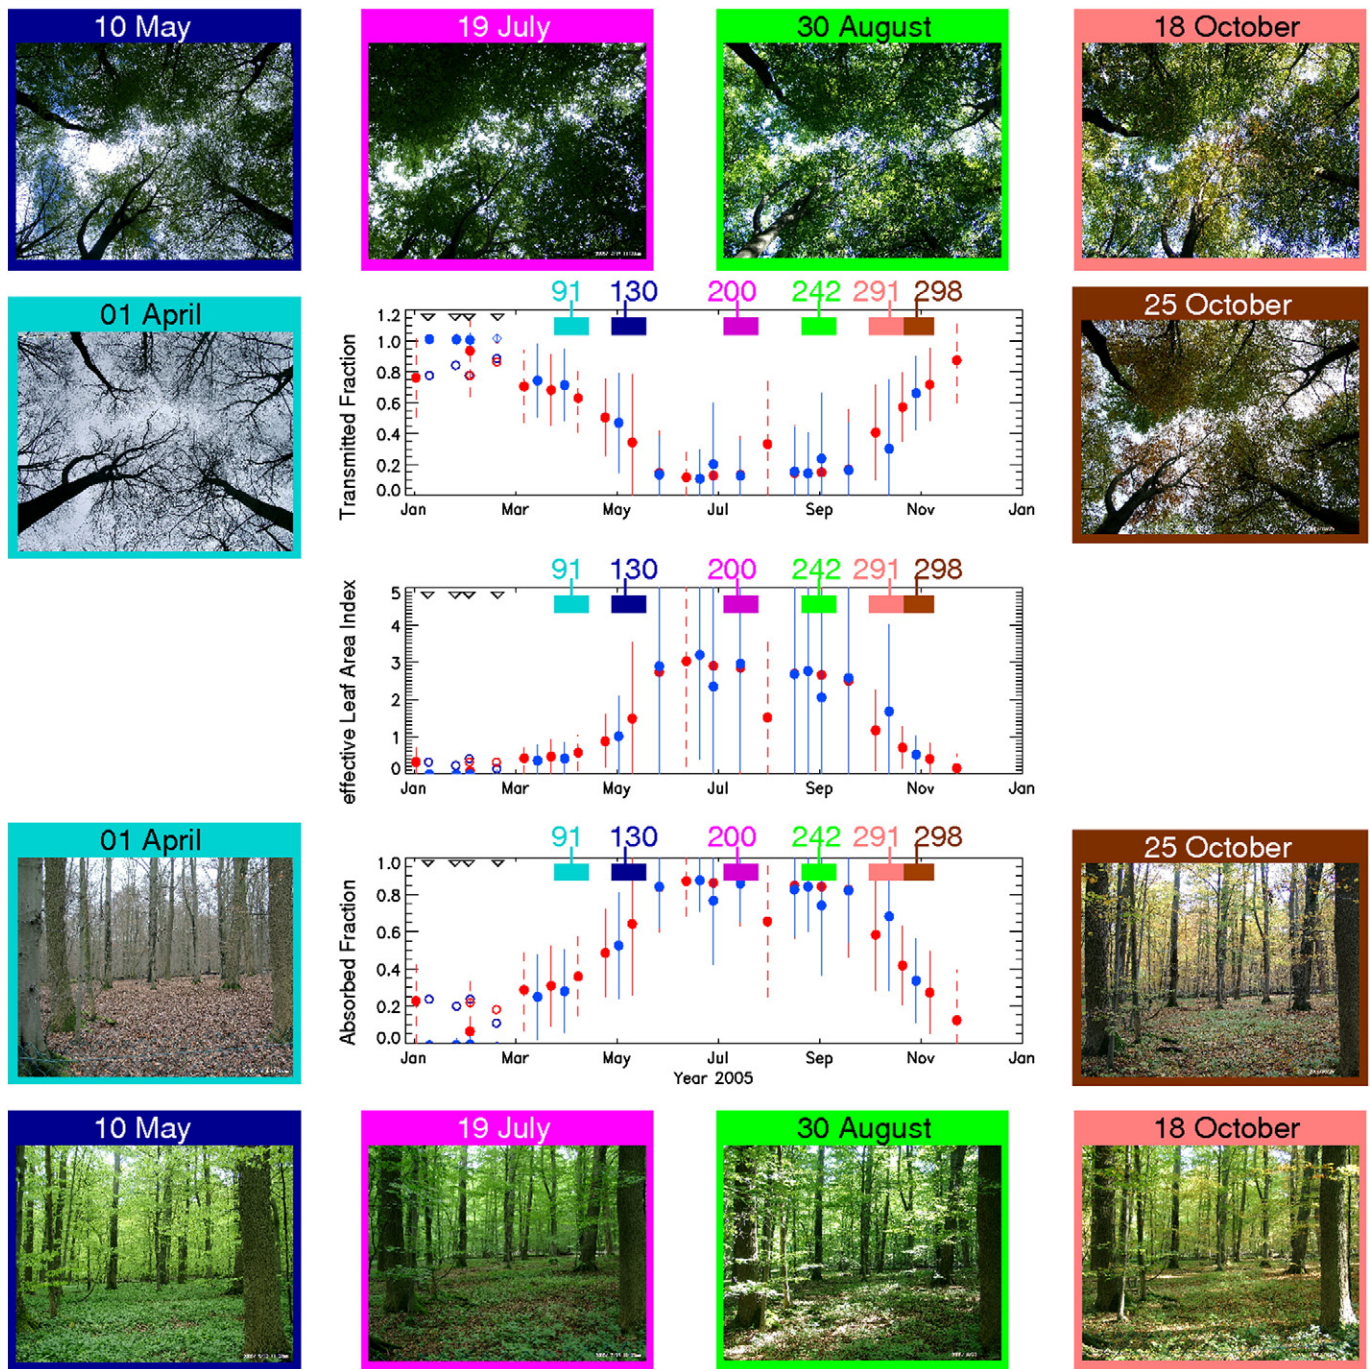 10 May
19 July
30 August
18 October
01 April
25 October
91 130 200 242 291 298
Transmitted Fraction
1.2
1.0
0.8
0.6
0.4
0.2
0.0
Jan Mar May Jul Sep Nov Jan
91 130 200 242 291 298
effective Leaf Area Index
5
4
3
2
1
0
Jan Mar May Jul Sep Nov Jan
01 April
25 October
91 130 200 242 291 298
Absorbed Fraction
1.0
0.8
0.6
0.4
0.2
0.0
Jan Mar May Jul Sep Nov Jan
Year 2005
10 May
19 July
30 August
18 October